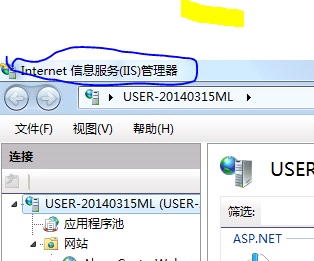 Internet 信息服务(IIS)管理器
USER-20140315ML
文件(F) 视图(V) 帮助(H)
连接
USER-20140315ML (USER-
应用程序池
网站
USER
筛选:
ASP.NET